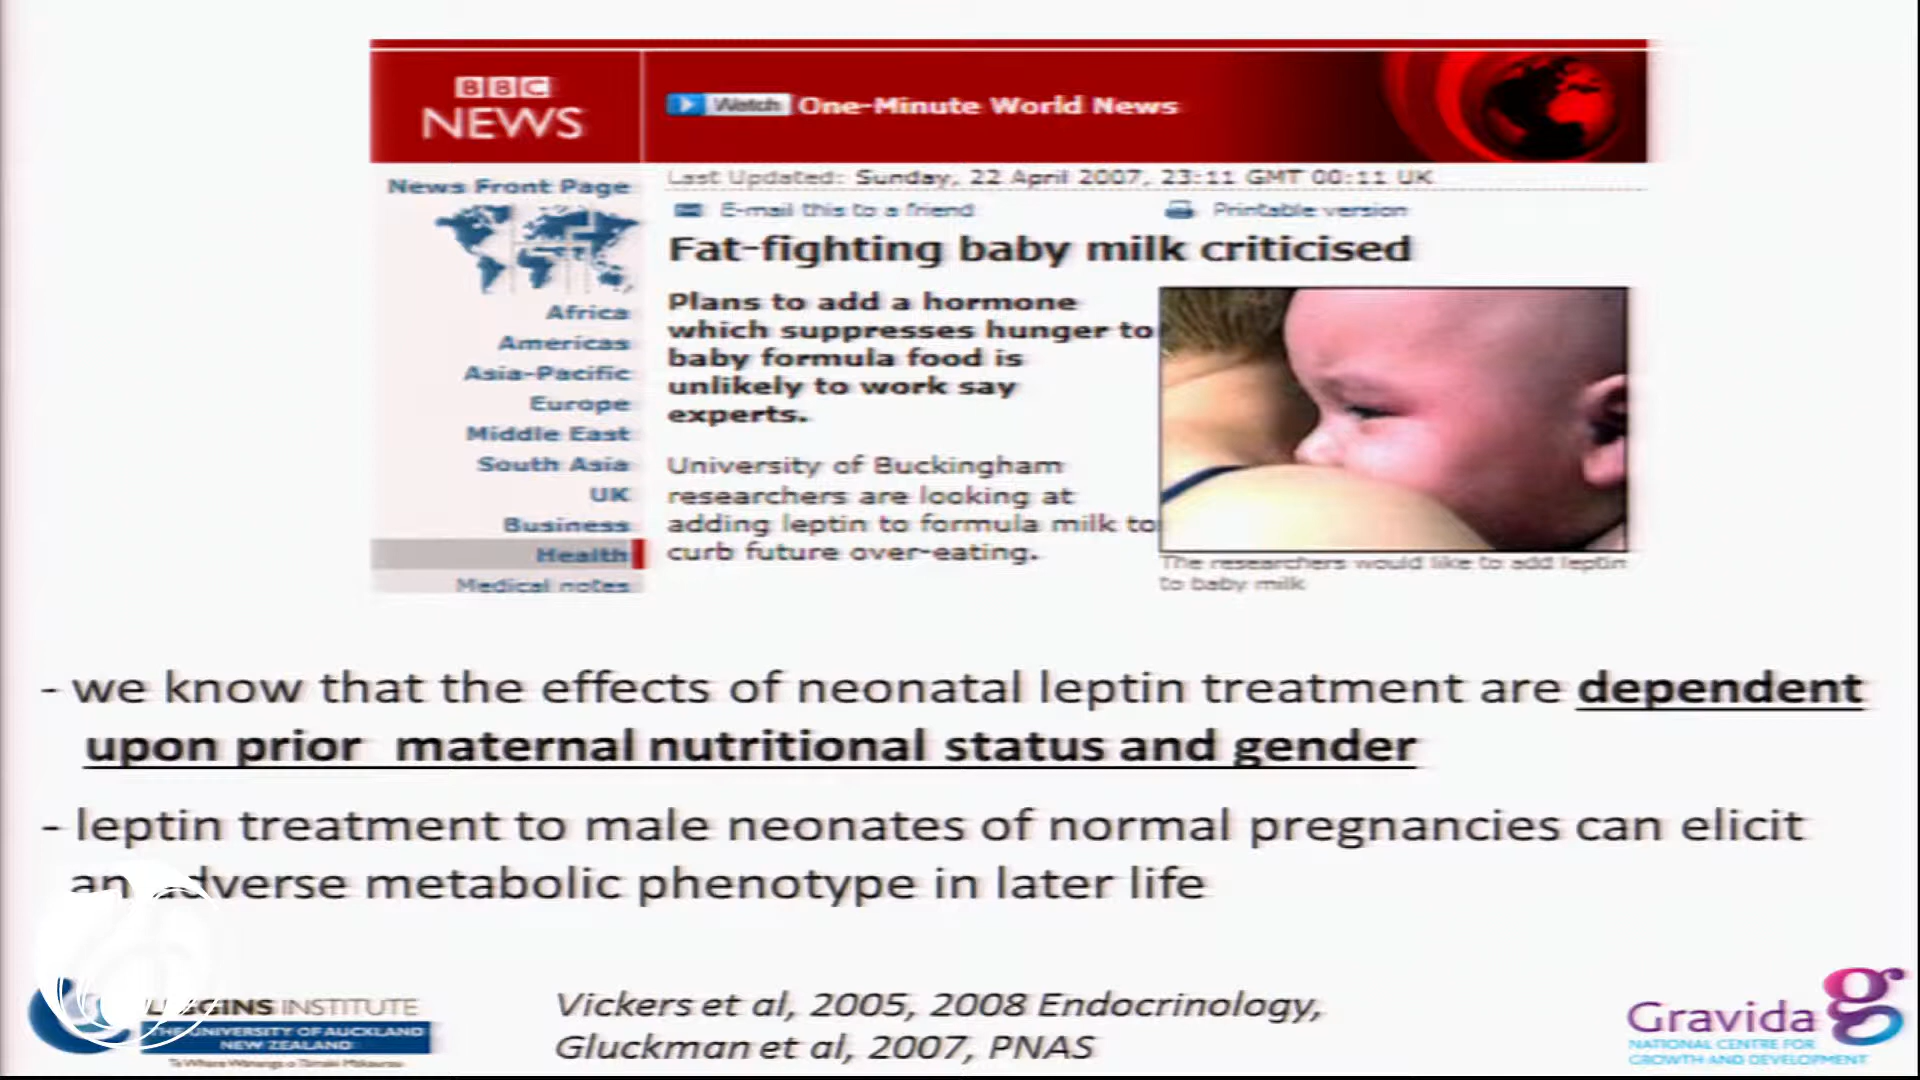 BBC
NEWS
Watch One-Minute World News
News Front Page
Africa
Americas
Asia-Pacific
Europe
Middle East
South Asia
UK
Business
Health
Medical notes
Last Updated: Sunday, 22 April 2007, 23:11 GMT 00:11 UK
E-mail this to a friend
Printable version
Fat-fighting baby milk criticised
Plans to add a hormone
which suppresses hunger to
baby formula food is
unlikely to work say
experts.
University of Buckingham
researchers are looking at
adding leptin to formula milk to
curb future over-eating.
The researchers would like to add leptin
to baby milk
- we know that the effects of neonatal leptin treatment are dependent
upon prior maternal nutritional status and gender
- leptin treatment to male neonates of normal pregnancies can elicit
an adverse metabolic phenotype in later life
INSTITUTE
THE UNIVERSITY OF AUCKLAND
NEW ZEALAND
Te Whare Wānanga o Tāmaki Makaurau
Vickers et al, 2005, 2008 Endocrinology,
Gluckman et al, 2007, PNAS
g
Gravida
NATIONAL CENTRE FOR
GROWTH AND DEVELOPMENT